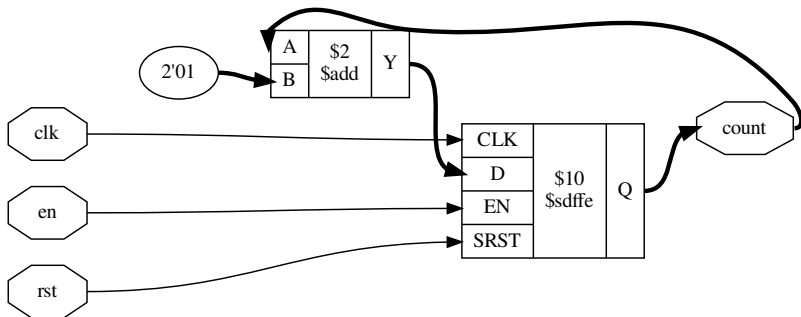 2'01
A
B
$2
$add
Y
clk
en
rst
CLK
D
EN
SRST
$10
$sdffe
Q
count